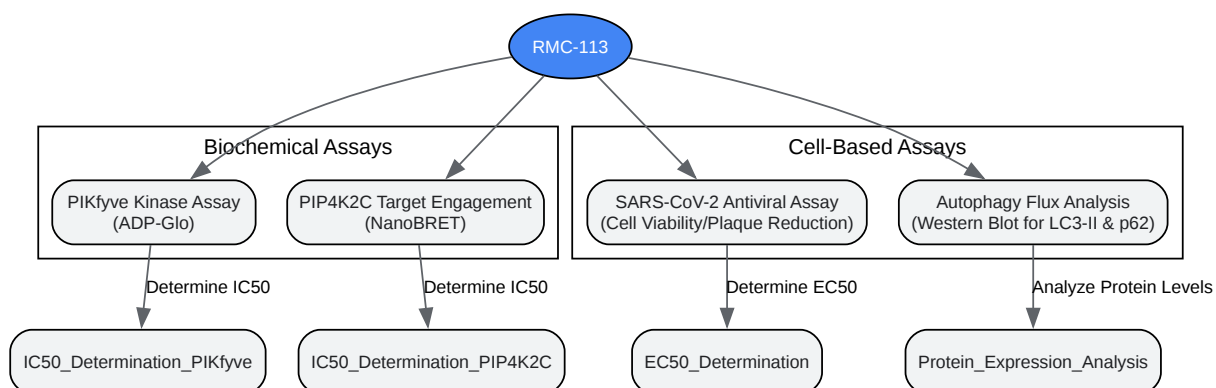 RMC-113
Biochemical Assays
Cell-Based Assays
PIKfyve Kinase Assay
(ADP-Glo)
PIP4K2C Target Engagement
(NanoBRET)
SARS-CoV-2 Antiviral Assay
(Cell Viability/Plaque Reduction)
Autophagy Flux Analysis
(Western Blot for LC3-II & p62)
Determine IC50
Determine IC50
Determine EC50
Analyze Protein Levels
IC50_Determination_PIKfyve
IC50_Determination_PIP4K2C
EC50_Determination
Protein_Expression_Analysis